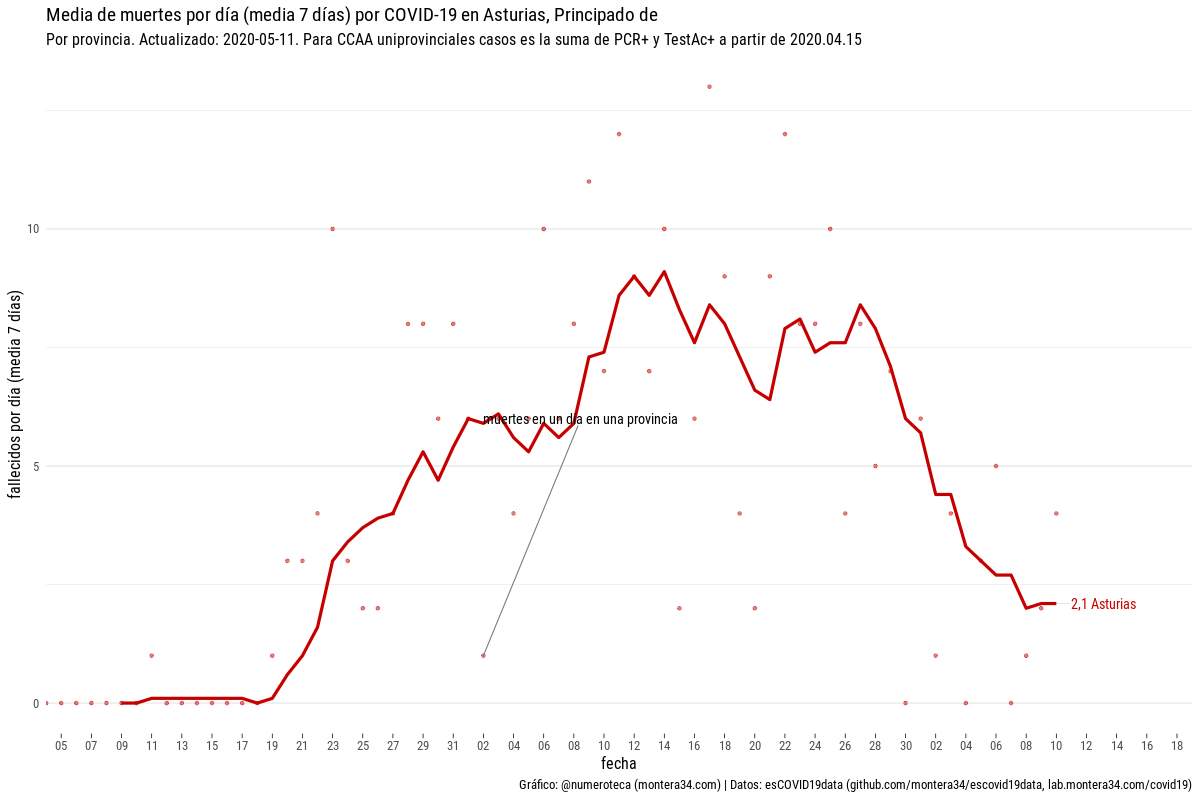 Media de muertes por día (media 7 días) por COVID-19 en Asturias, Principado de
Por provincia. Actualizado: 2020-05-11. Para CCAA uniprovinciales casos es la suma de PCR+ y TestAc+ a partir de 2020.04.15
fallecidos por día (media 7 días)
10
5
0
muertes en un día en una provincia
2,1 Asturias
05 07 09 11 13 15 17 19 21 23 25 27 29 31 02 04 06 08 10 12 14 16 18 20 22 24 26 28 30 02 04 06 08 10 12 14 16 18
fecha
Gráfico: @numeroteca (montera34.com) | Datos: esCOVID19data (github.com/montera34/escovid19data, lab.montera34.com/covid19)